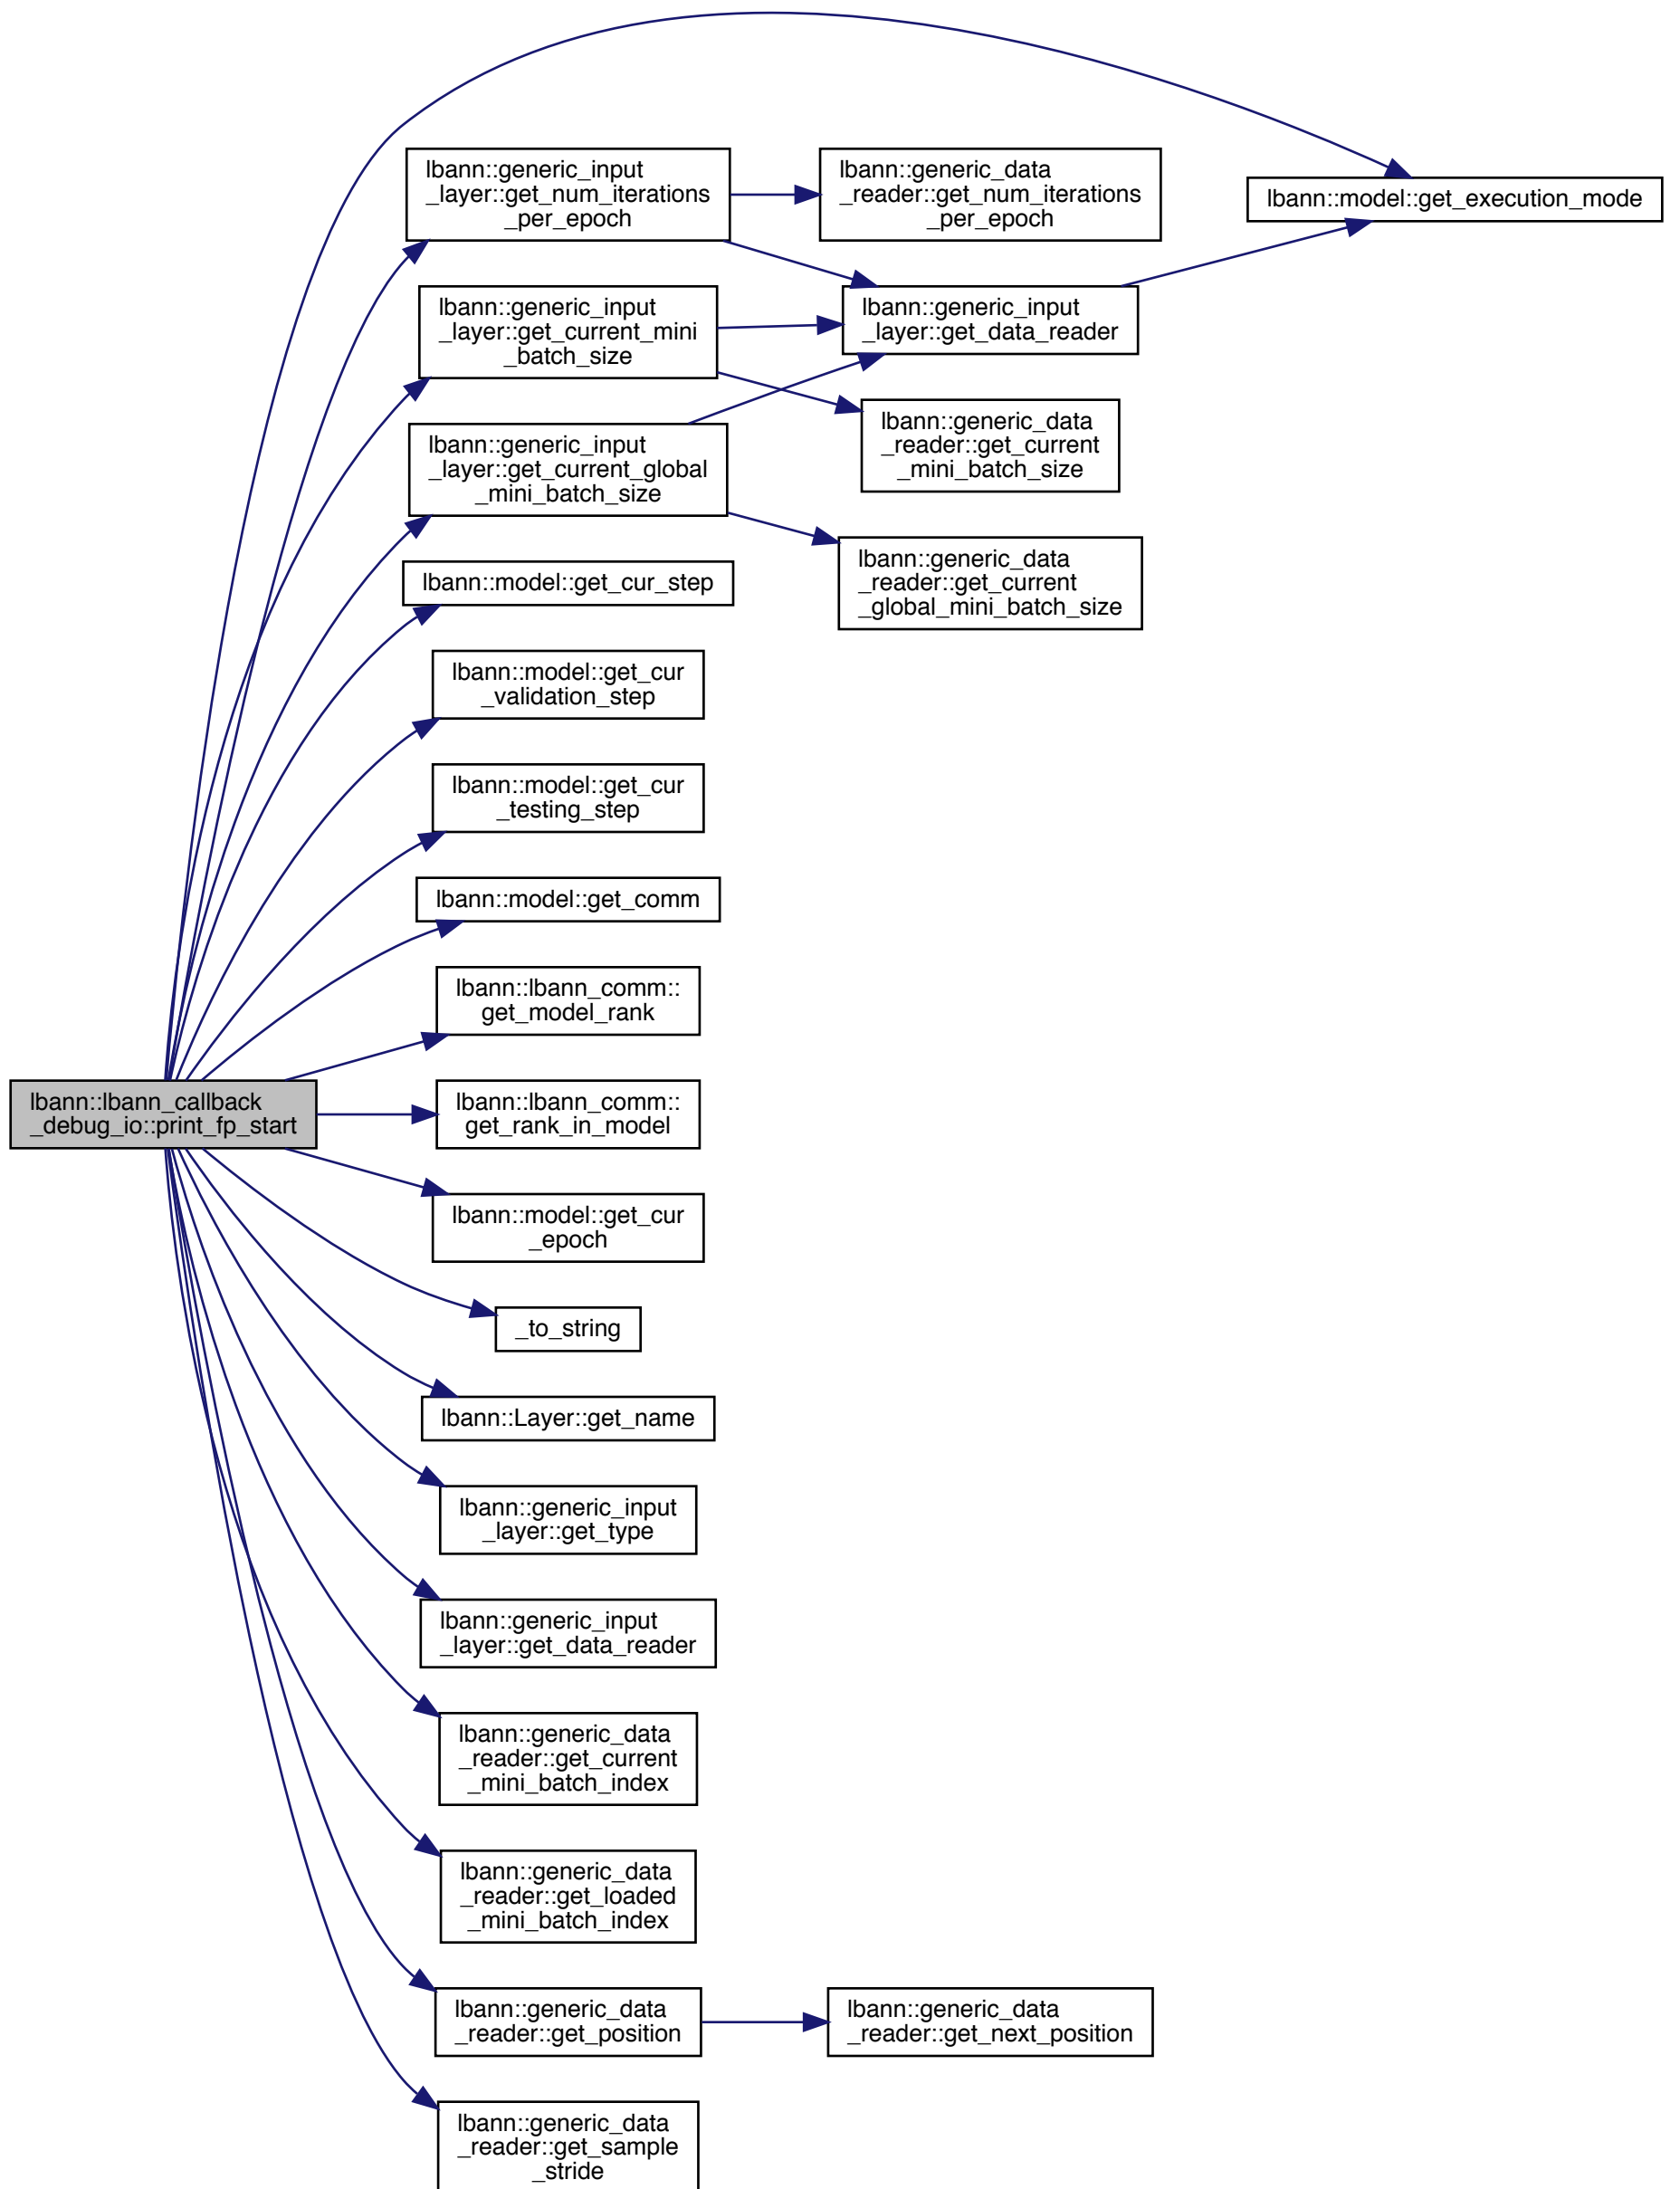 lbann::generic_input
_layer::get_num_iterations
_per_epoch
lbann::generic_data
_reader::get_num_iterations
_per_epoch
lbann::model::get_execution_mode
lbann::generic_input
_layer::get_current_mini
_batch_size
lbann::generic_input
_layer::get_data_reader
lbann::generic_data
_reader::get_current
_mini_batch_size
lbann::generic_input
_layer::get_current_global
_mini_batch_size
lbann::generic_data
_reader::get_current
_global_mini_batch_size
lbann::model::get_cur_step
lbann::model::get_cur
_validation_step
lbann::model::get_cur
_testing_step
lbann::model::get_comm
lbann::lbann_comm::
get_model_rank
lbann::lbann_callback
_debug_io::print_fp_start
lbann::lbann_comm::
get_rank_in_model
lbann::model::get_cur
_epoch
_to_string
lbann::Layer::get_name
lbann::generic_input
_layer::get_type
lbann::generic_input
_layer::get_data_reader
lbann::generic_data
_reader::get_current
_mini_batch_index
lbann::generic_data
_reader::get_loaded
_mini_batch_index
lbann::generic_data
_reader::get_position
lbann::generic_data
_reader::get_next_position
lbann::generic_data
_reader::get_sample
_stride